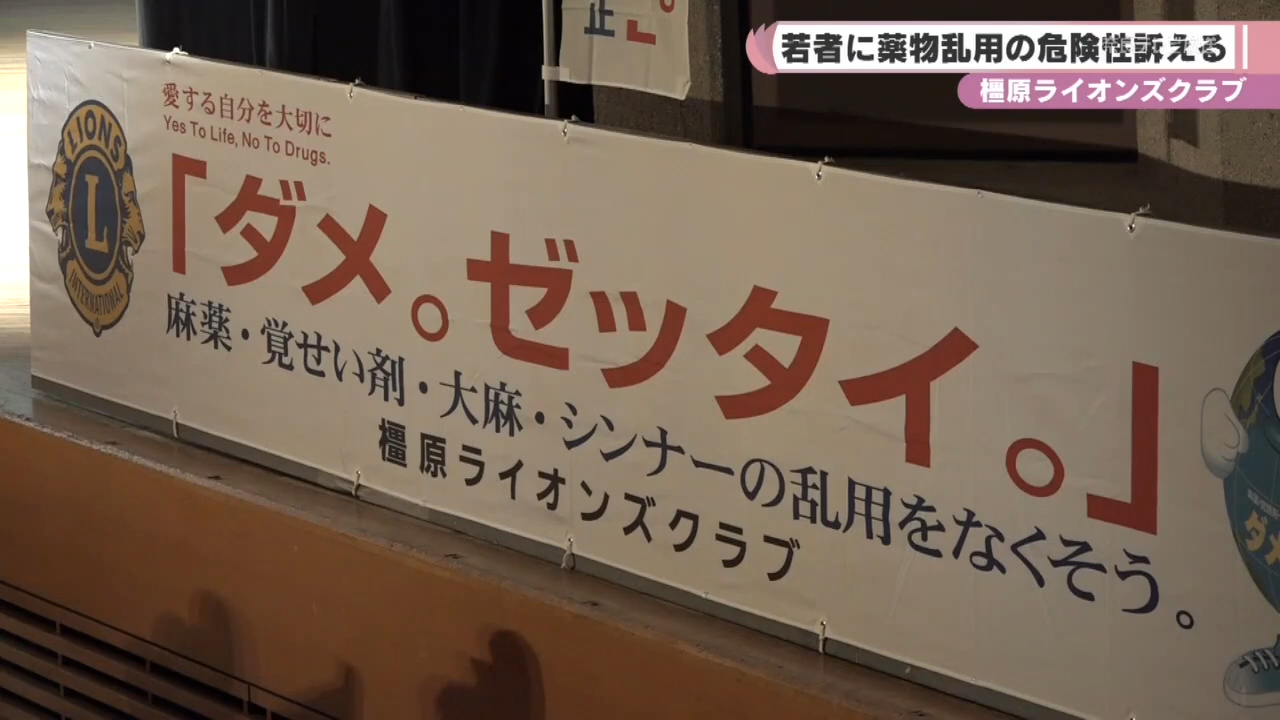 若者に薬物乱用の危険性訴える
橿原ライオンズクラブ
正し
LIONS
L
INTERNATIONAL
愛する自分を大切に
Yes To Life, No To Drugs.
「ダメ。ゼッタイ。」
麻薬・覚せい剤・大麻・シンナーの乱用をなくそう。
橿原ライオンズクラブ
ダメ